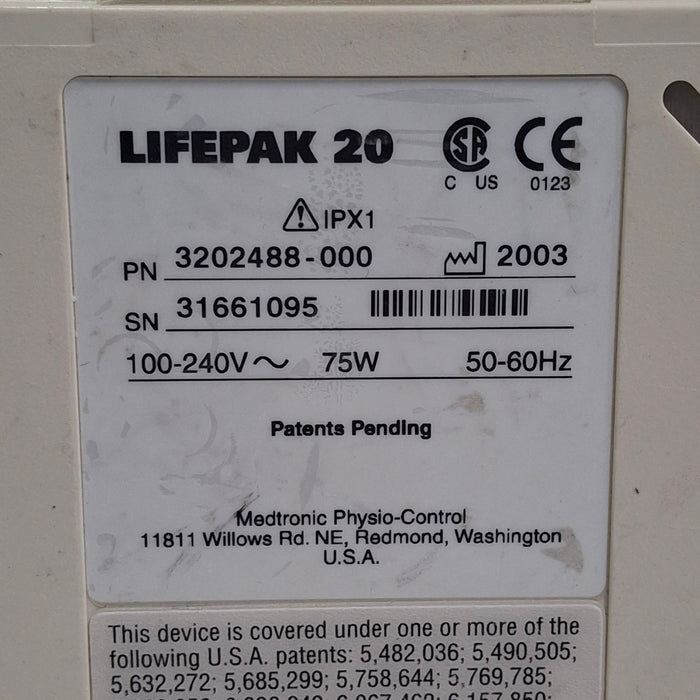 LIFEPAK 20
SA
CE
C US
0123
IPX1
PN 3202488-000 2003
SN 31661095
100-240V~ 75W 50-60Hz
Patents Pending
Medtronic Physio-Control
11811 Willows Rd. NE, Redmond, Washington
U.S.A.
This device is covered under one or more of the
following U.S.A. patents: 5,482,036; 5,490,505;
5,632,272; 5,685,299; 5,758,644; 5,769,785;